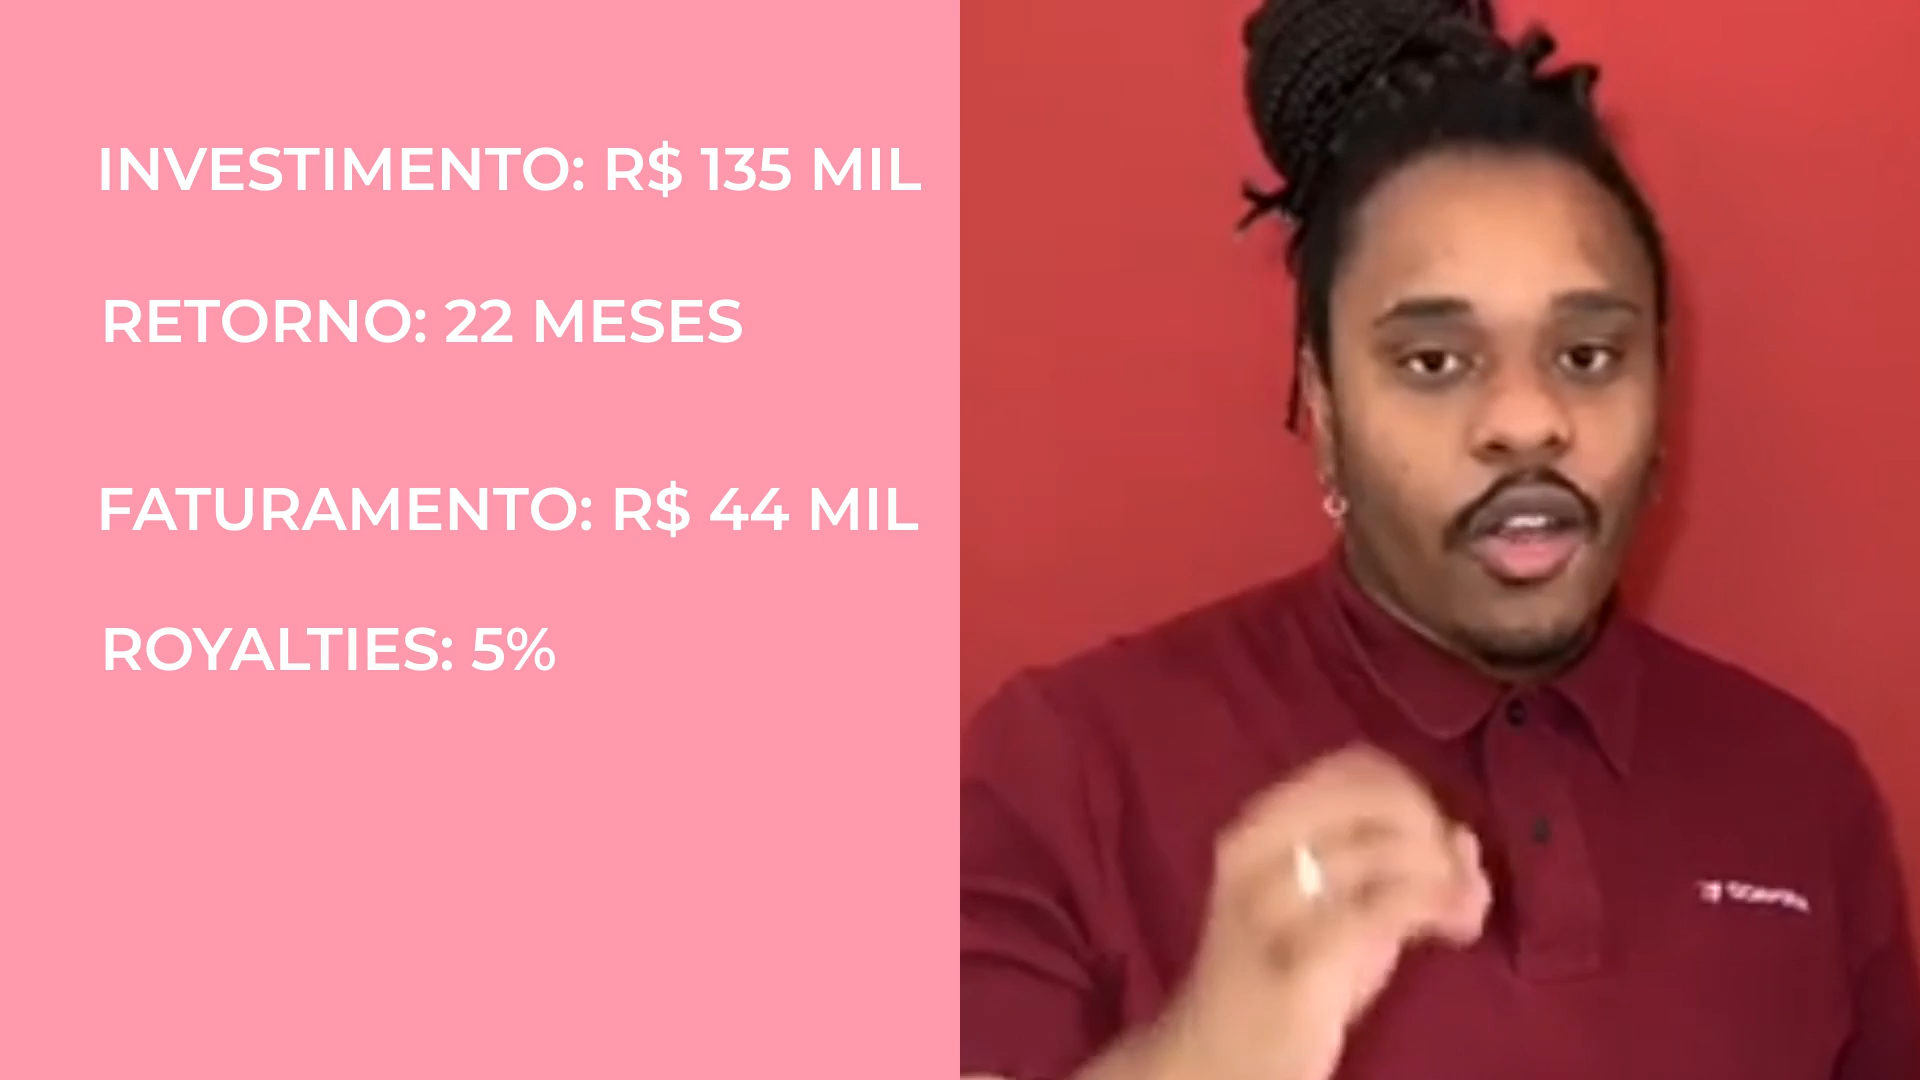 INVESTIMENTO: R$ 135 MIL
RETORNO: 22 MESES
FATURAMENTO: R$ 44 MIL
ROYALTIES: 5%